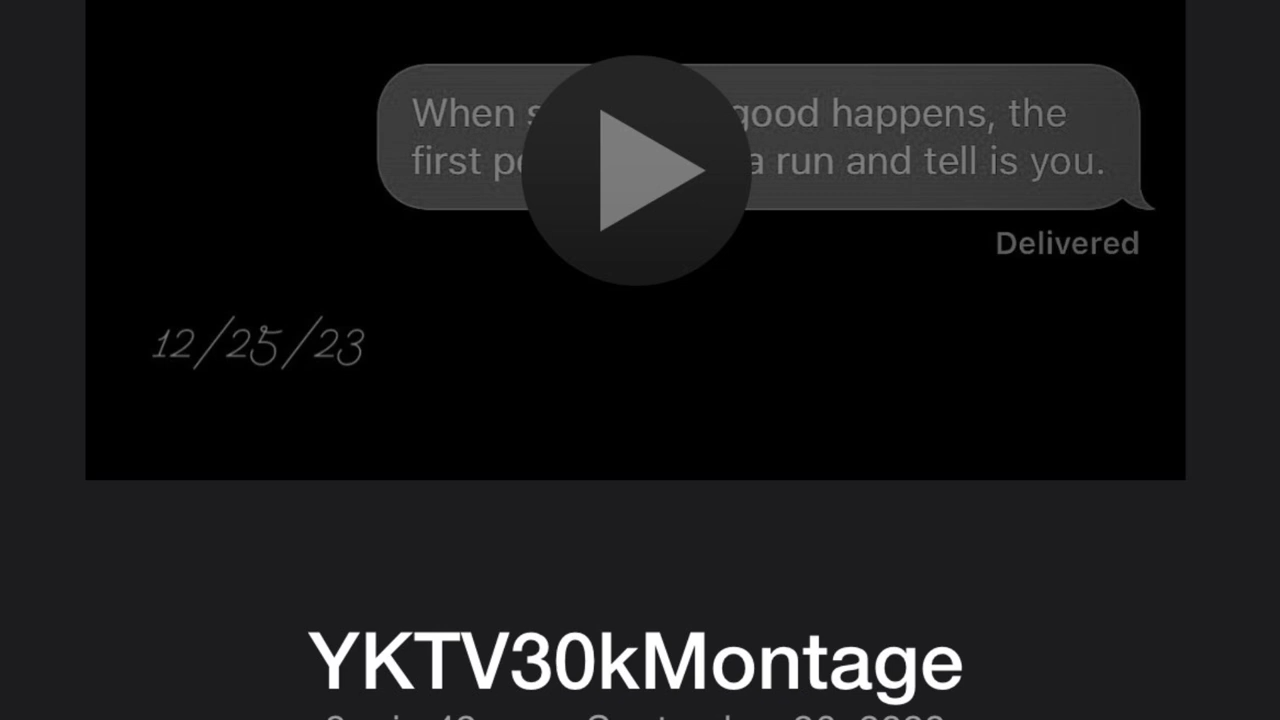 When good happens, the
first a run and tell is you.
Delivered
12/25/23
YKTV30kMontage